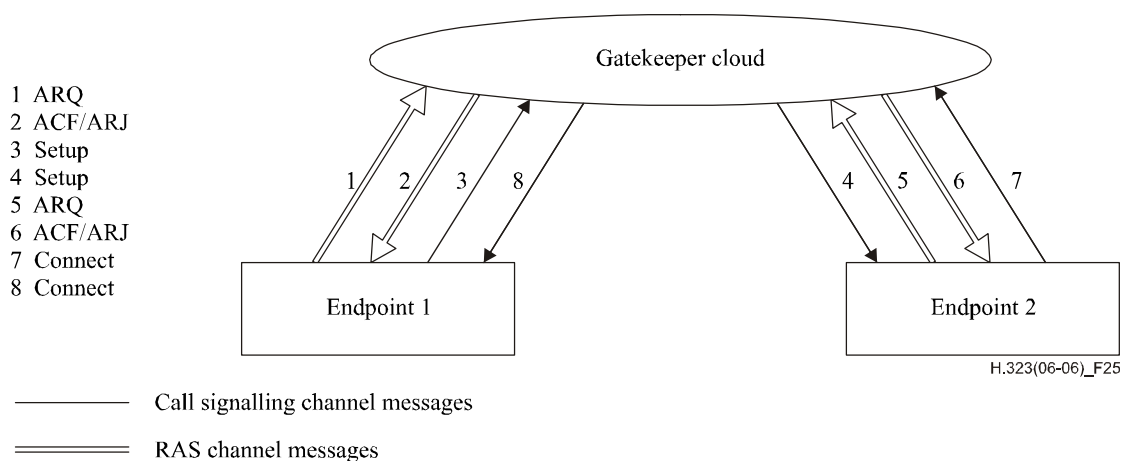 Gatekeeper cloud
1 ARQ
2 ACF/ARJ
3 Setup
4 Setup
5 ARQ
6 ACF/ARJ
7 Connect
8 Connect
1 2 3 8 4 5 6 7
Endpoint 1 Endpoint 2
H.323(06-06)_F25
Call signalling channel messages
RAS channel messages